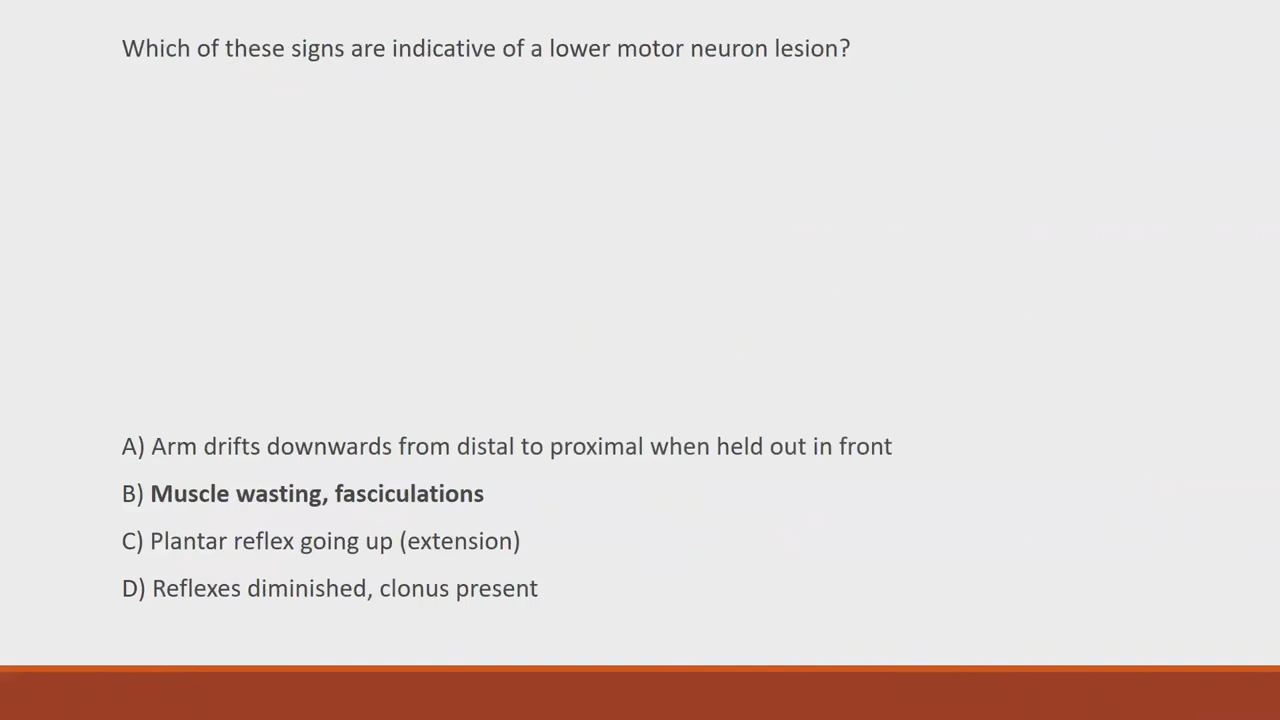 Which of these signs are indicative of a lower motor neuron lesion?
A) Arm drifts downwards from distal to proximal when held out in front
B) Muscle wasting, fasciculations
C) Plantar reflex going up (extension)
D) Reflexes diminished, clonus present